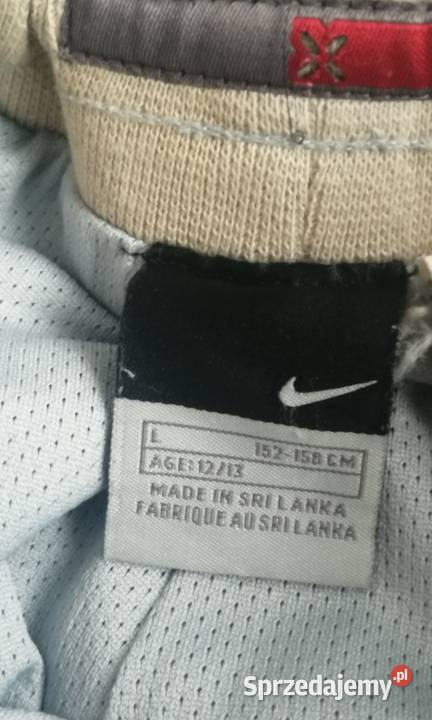 L 152-158 CM
AGE: 12/13
MADE IN SRI LANKA
FABRIQUE AU SRI LANKA
Sprzedajemy.pl